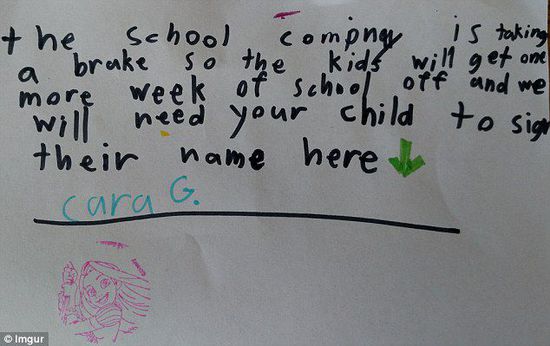 the school compny is taking
a brake so the kids will get one
more week of school off and we
will need your child to sign
their name here
Cara G.
© Imgur